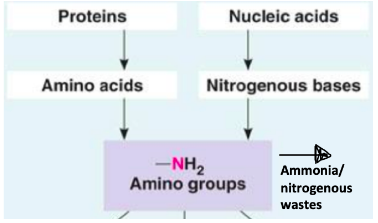 Proteins
Nucleic acids
Amino acids
Nitrogenous bases
—NH₂
Amino groups
Ammonia/
nitrogenous
wastes